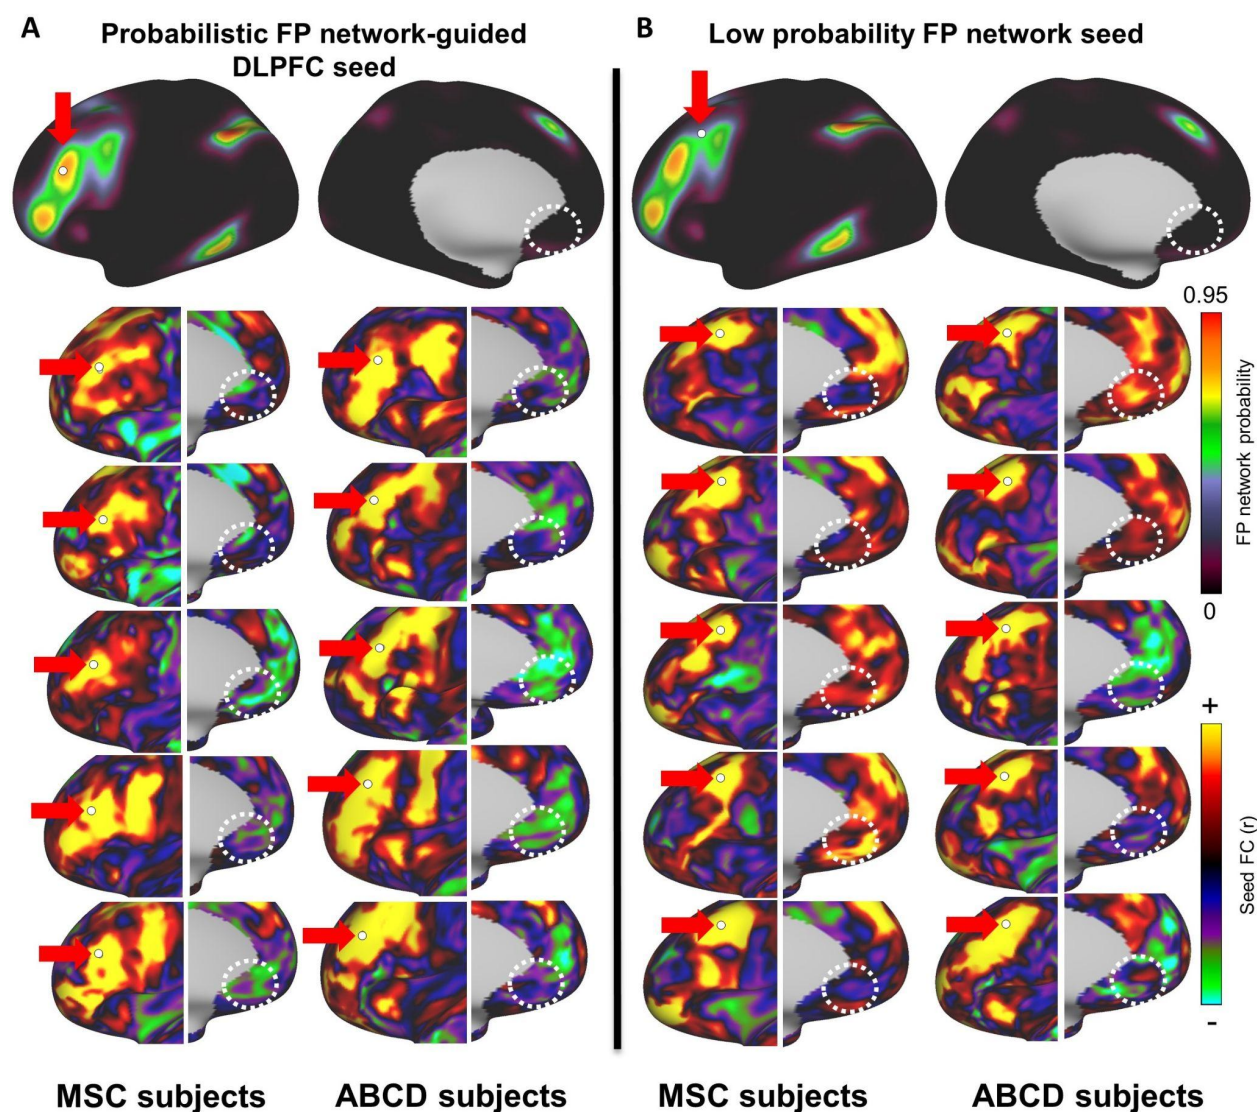 A
Probabilistic FP network-guided
DLPFC seed
B
Low probability FP network seed
0.95
FP network probability
0
+
Seed FC (r)
-
MSC subjects
ABCD subjects
MSC subjects
ABCD subjects